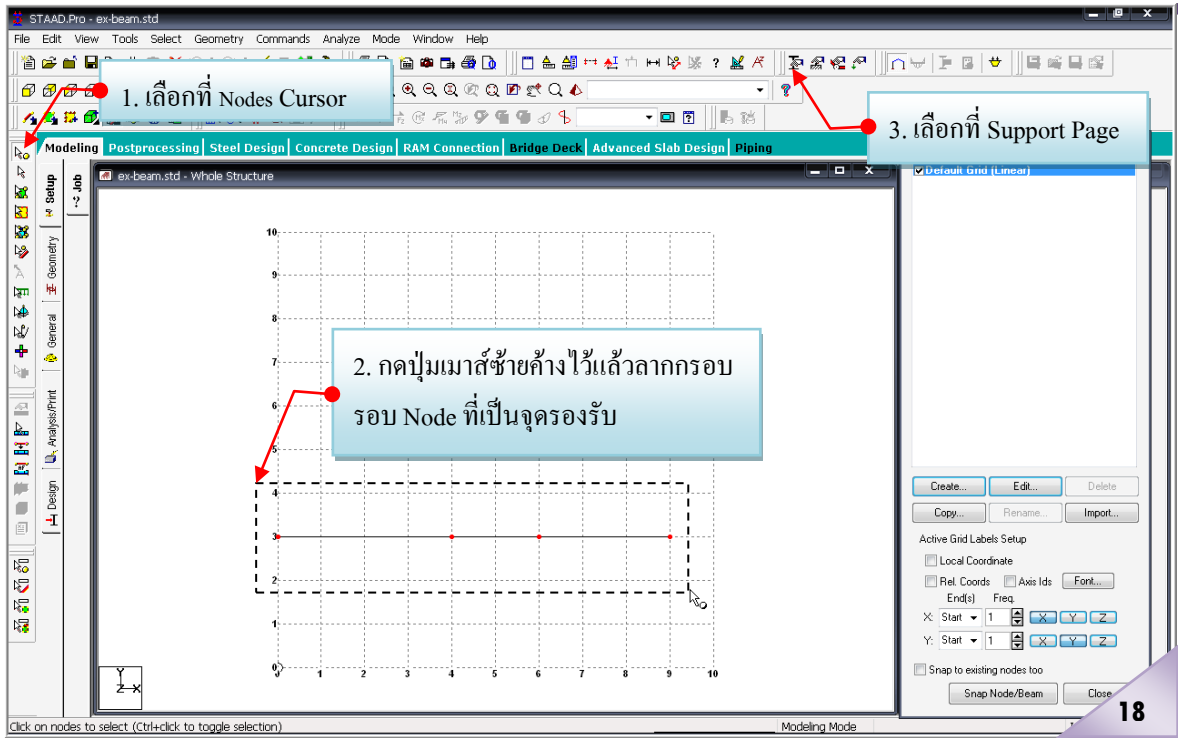 STAAD.Pro - ex-beam.std
File Edit View Tools Select Geometry Commands Analyze Mode Window Help
1. เลือกที่ Nodes Cursor
3. เลือกที่ Support Page
Modeling Postprocessing Steel Design Concrete Design RAM Connection Bridge Deck Advanced Slab Design Piping
Setup
Geometry
General
Analysis/Print
Design
Job
ex-beam.std - Whole Structure
Default Grid (Linear)
10
9
8
7
2. กดปุ่มเมาส์ซ้ายค้างไว้แล้วลากกรอบ
รอบ Node ที่เป็นจุดรองรับ
6
5
4
3
2
1
0 1 2 3 4 5 6 7 8 9 10
Y
Z X
Create... Edit... Delete
Copy... Rename... Import...
Active Grid Labels Setup
Local Coordinate
Rel. Coords Axis Ids Font...
End(s) Freq.
X: Start 1 X Y Z
Y: Start 1 X Y Z
Snap to existing nodes too
Snap Node/Beam Close
18
Click on nodes to select (Ctrl+click to toggle selection) Modeling Mode